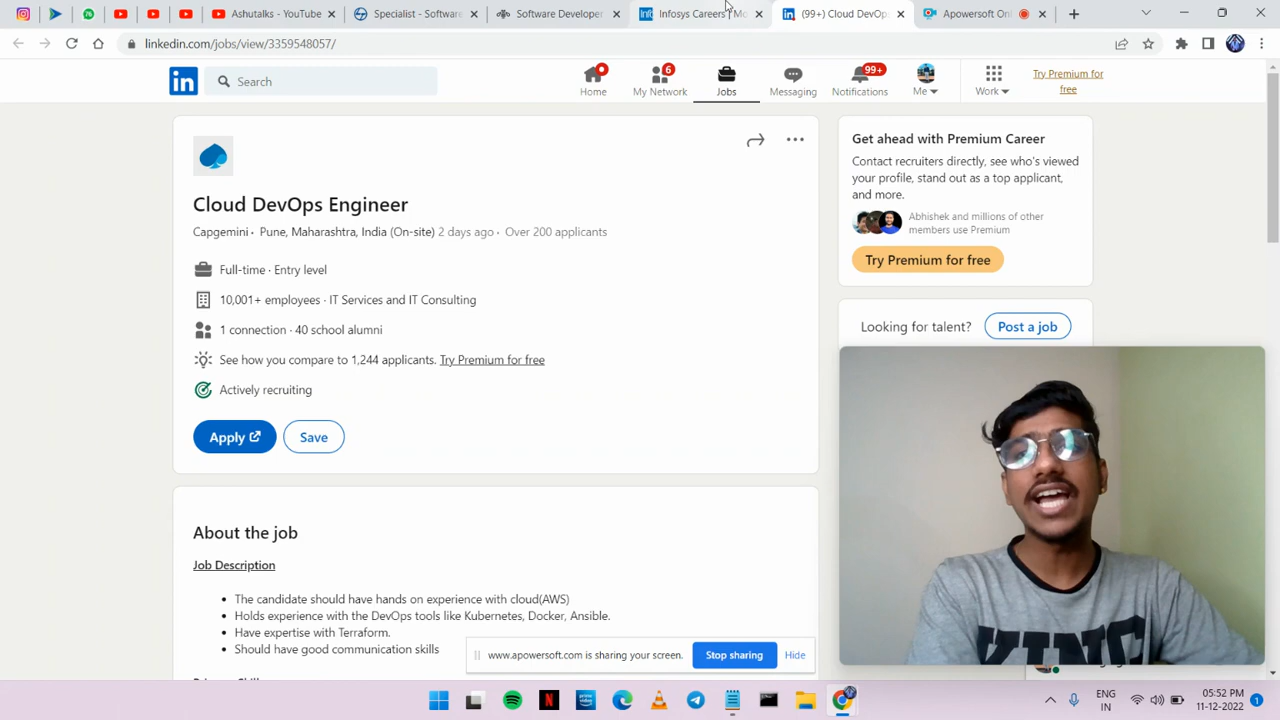 Ashutalks - YouTube
Specialist - Software
Software Developer
Infosys Careers | Mo
(99+) Cloud DevOps
Apowersoft Onl
linkedin.com/jobs/view/3359548057/
in
Search
Home
6
My Network
Jobs
Messaging
99+
Notifications
Me
Work
Try Premium for
free
Cloud DevOps Engineer
Capgemini · Pune, Maharashtra, India (On-site) 2 days ago · Over 200 applicants
Full-time · Entry level
10,001+ employees · IT Services and IT Consulting
1 connection · 40 school alumni
See how you compare to 1,244 applicants. Try Premium for free
Actively recruiting
Apply
Save
Get ahead with Premium Career
Contact recruiters directly, see who's viewed
your profile, stand out as a top applicant,
and more.
Abhishek and millions of other
members use Premium
Try Premium for free
Looking for talent?
Post a job
About the job
Job Description
• The candidate should have hands on experience with cloud(AWS)
• Holds experience with the DevOps tools like Kubernetes, Docker, Ansible.
• Have expertise with Terraform.
• Should have good communication skills
www.apowersoft.com is sharing your screen.
Stop sharing
Hide
KING
ENG
IN
05:52 PM
11-12-2022
1